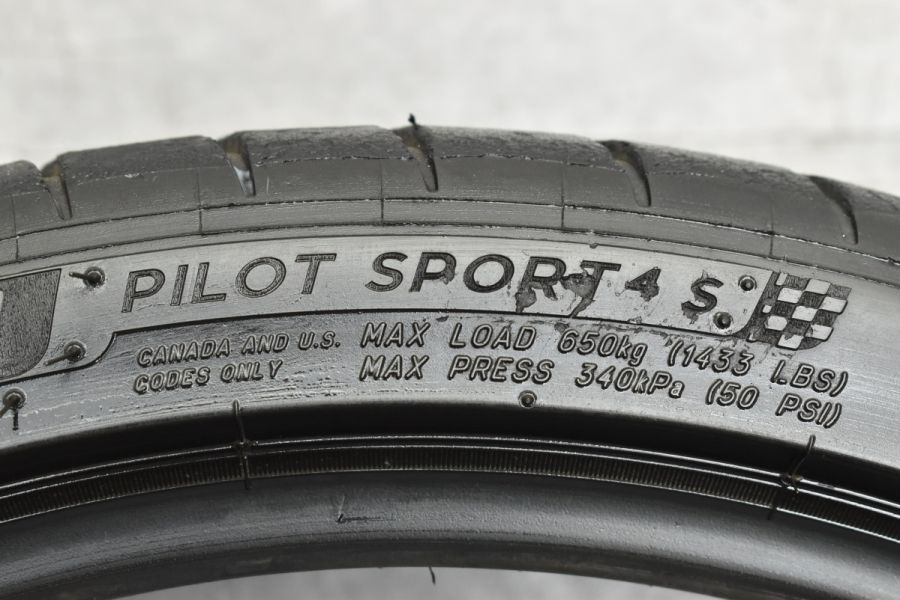 PILOT SPORT 4 S
CANADA AND U.S. MAX LOAD 650kg (1433 LBS)
CODES ONLY MAX PRESS 340kPa (50 PSI)